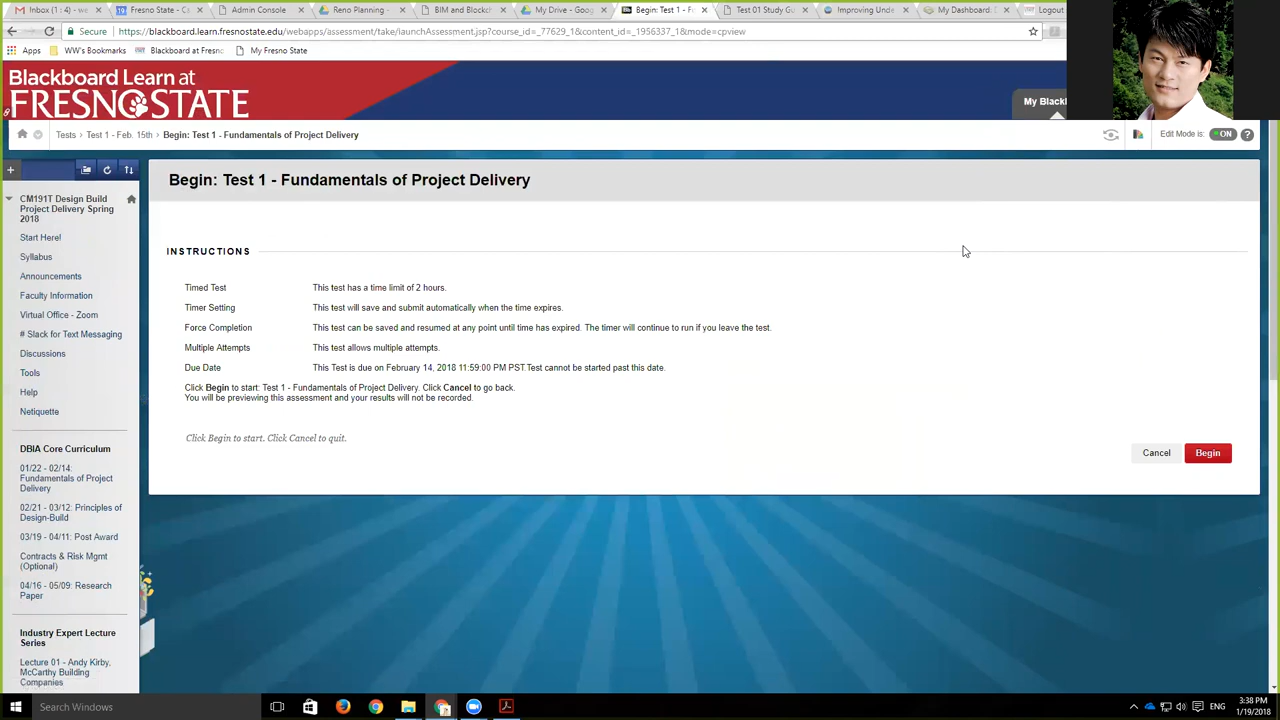 Inbox (1) - we
Fresno State - C
Admin Console
Reno Planning -
BIM and Blockc
My Drive - Goog
Begin: Test 1 - F
Test 01 Study Gu
Improving Unde
My Dashboard: D
Logout
Secure https://blackboard.learn.fresnostate.edu/webapps/assessment/take/launchAssessment.jsp?course_id=_77629_1&content_id=_1956337_1&mode=cpview
Apps WW's Bookmarks Blackboard at Fresno My Fresno State
Blackboard Learn at
FRESNO STATE
My Blackb
Tests Test 1 - Feb. 15th Begin: Test 1 - Fundamentals of Project Delivery
Edit Mode is: ON ?
Begin: Test 1 - Fundamentals of Project Delivery
INSTRUCTIONS
Timed Test This test has a time limit of 2 hours.
Timer Setting This test will save and submit automatically when the time expires.
Force Completion This test can be saved and resumed at any point until time has expired. The timer will continue to run if you leave the test.
Multiple Attempts This test allows multiple attempts.
Due Date This Test is due on February 14, 2018 11:59:00 PM PST.Test cannot be started past this date.
Click Begin to start: Test 1 - Fundamentals of Project Delivery. Click Cancel to go back.
You will be previewing this assessment and your results will not be recorded.
Click Begin to start. Click Cancel to quit.
Cancel Begin
CM191T Design Build
Project Delivery Spring
2018
Start Here!
Syllabus
Announcements
Faculty Information
Virtual Office - Zoom
# Slack for Text Messaging
Discussions
Tools
Help
Netiquette
DBIA Core Curriculum
01/22 - 02/14:
Fundamentals of Project
Delivery
02/21 - 03/12: Principles of
Design-Build
03/19 - 04/11: Post Award
Contracts & Risk Mgmt
(Optional)
04/16 - 05/09: Research
Paper
Industry Expert Lecture
Series
Lecture 01 - Andy Kirby,
McCarthy Building
Companies
Search Windows
ENG
3:38 PM
1/19/2018